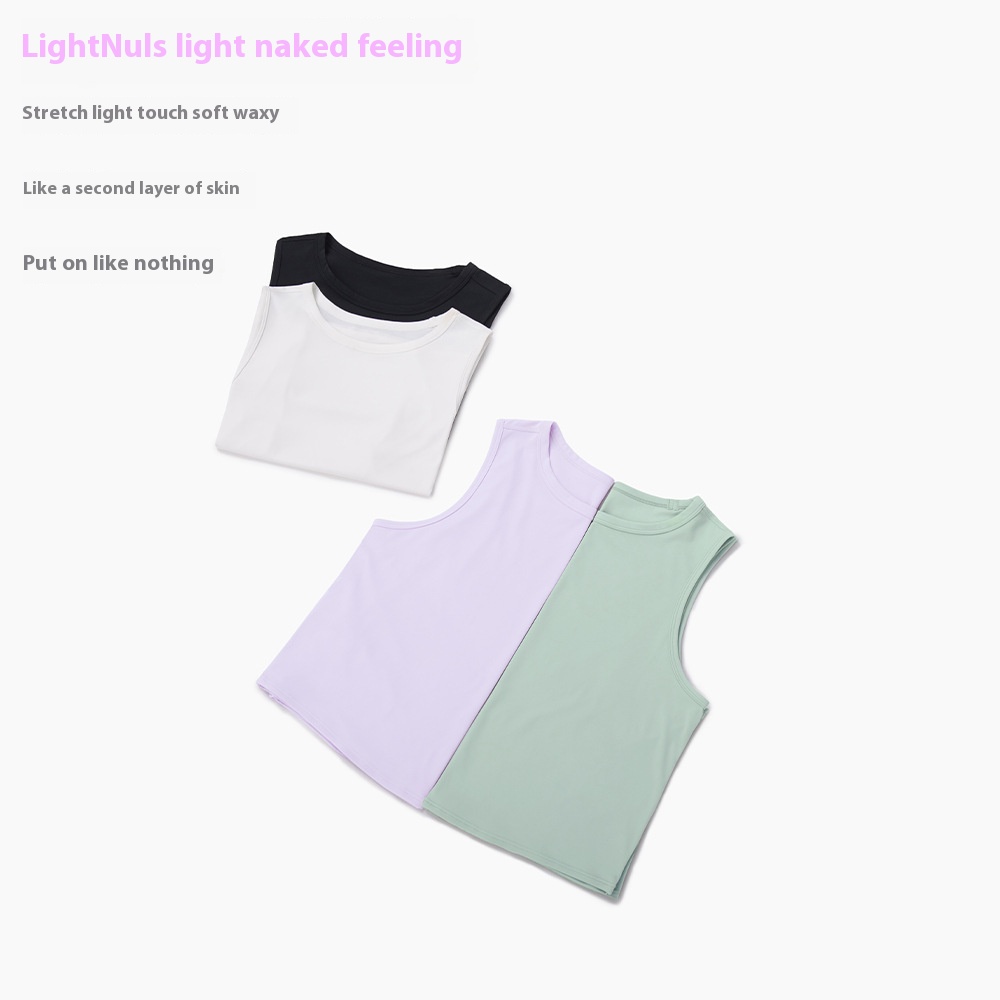 LightNuls light naked feeling
Stretch light touch soft waxy
Like a second layer of skin
Put on like nothing